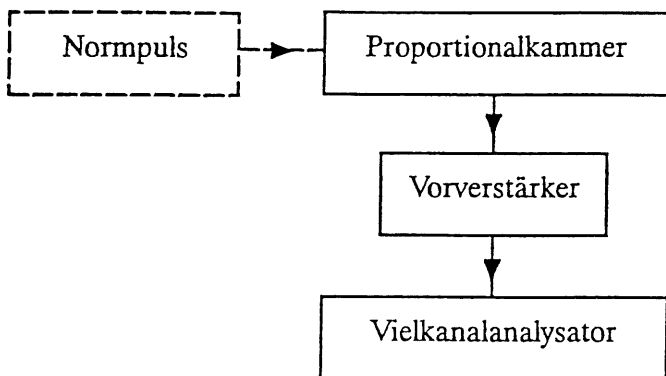 Normpuls
Proportionalkammer
Vorverstärker
Vielkanalanalysator